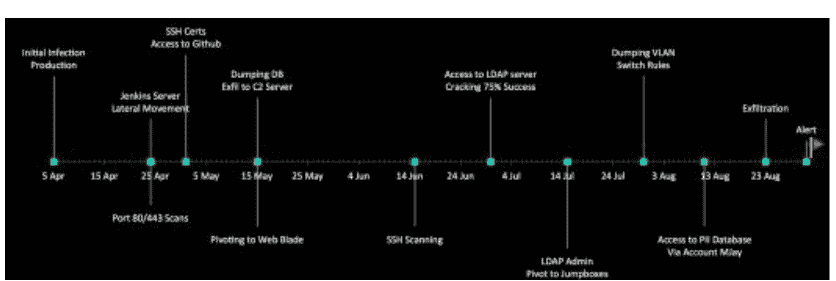 SSH Certs
Access to Github
Initial Infection
Production
Dumping DB
Exfil to C2 Server
Access to LDAP server
Cracking 75% Success
Dumping VLAN
Switch Rules
Jenkins Server
Lateral Movement
Exfiltration
Alert
5 Apr 15 Apr 25 Apr 5 May 15 May 25 May 4 Jun 14 Jun 24 Jun 4 Jul 14 Jul 24 Jul 3 Aug 13 Aug 23 Aug
Port 80/443 Scans
Pivoting to Web Blade
SSH Scanning
LDAP Admin
Pivot to Jumpboxes
Access to PII Database
Via Account MJay